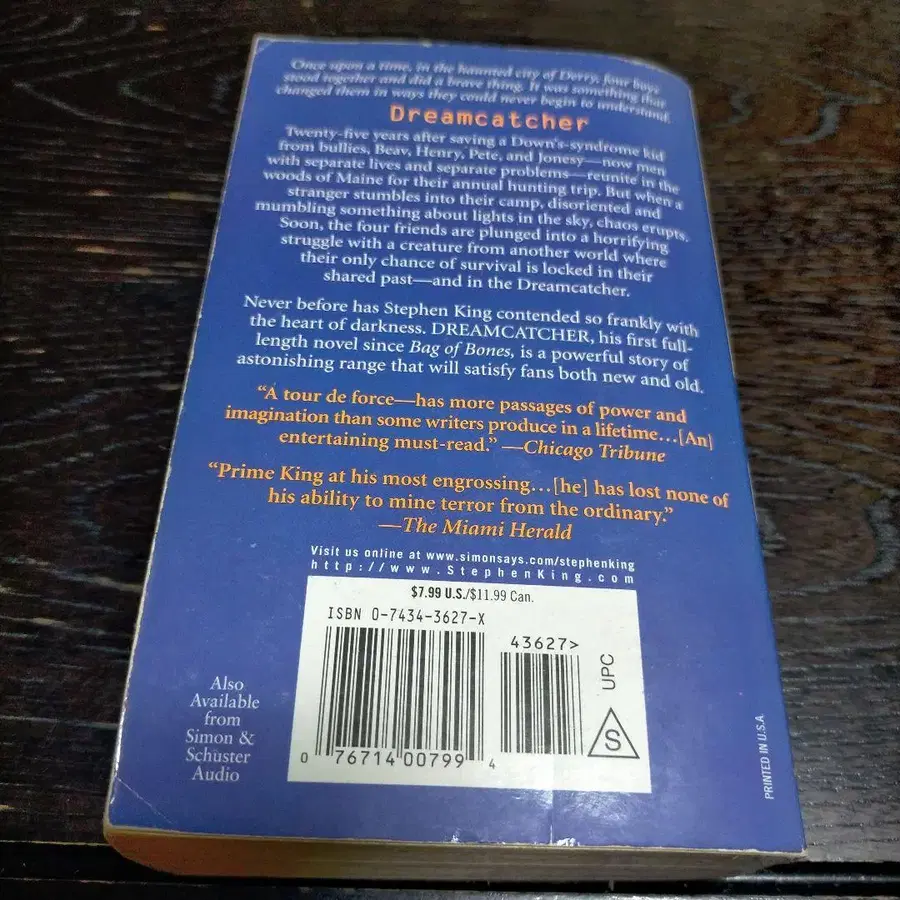 Once upon a time, in the haunted city of Derry, four boys
stood together and did a brave thing. It was something that
changed them in ways they could never begin to understand.
Dreamcatcher
Twenty-five years after saving a Down's-syndrome kid
from bullies, Beav, Henry, Pete, and Jonesy—now men
with separate lives and separate problems—reunite in the
woods of Maine for their annual hunting trip. But when a
stranger stumbles into their camp, disoriented and
mumbling something about lights in the sky, chaos erupts.
Soon, the four friends are plunged into a horrifying
struggle with a creature from another world where
their only chance of survival is locked in their
shared past—and in the Dreamcatcher.
Never before has Stephen King contended so frankly with
the heart of darkness. DREAMCATCHER, his first full-
length novel since Bag of Bones, is a powerful story of
astonishing range that will satisfy fans both new and old.
“A tour de force—has more passages of power and
imagination than some writers produce in a lifetime…[An]
entertaining must-read.” —Chicago Tribune
“Prime King at his most engrossing…[he] has lost none of
his ability to mine terror from the ordinary.”
—The Miami Herald
Visit us online at www.simonsays.com/stephenking
http://www.StephenKing.com
$7.99 U.S./$11.99 Can.
ISBN 0-7434-3627-X
43627>
UPC
S
0 76714 00799 4
Also
Available
from
Simon &
Schuster
Audio
PRINTED IN U.S.A.